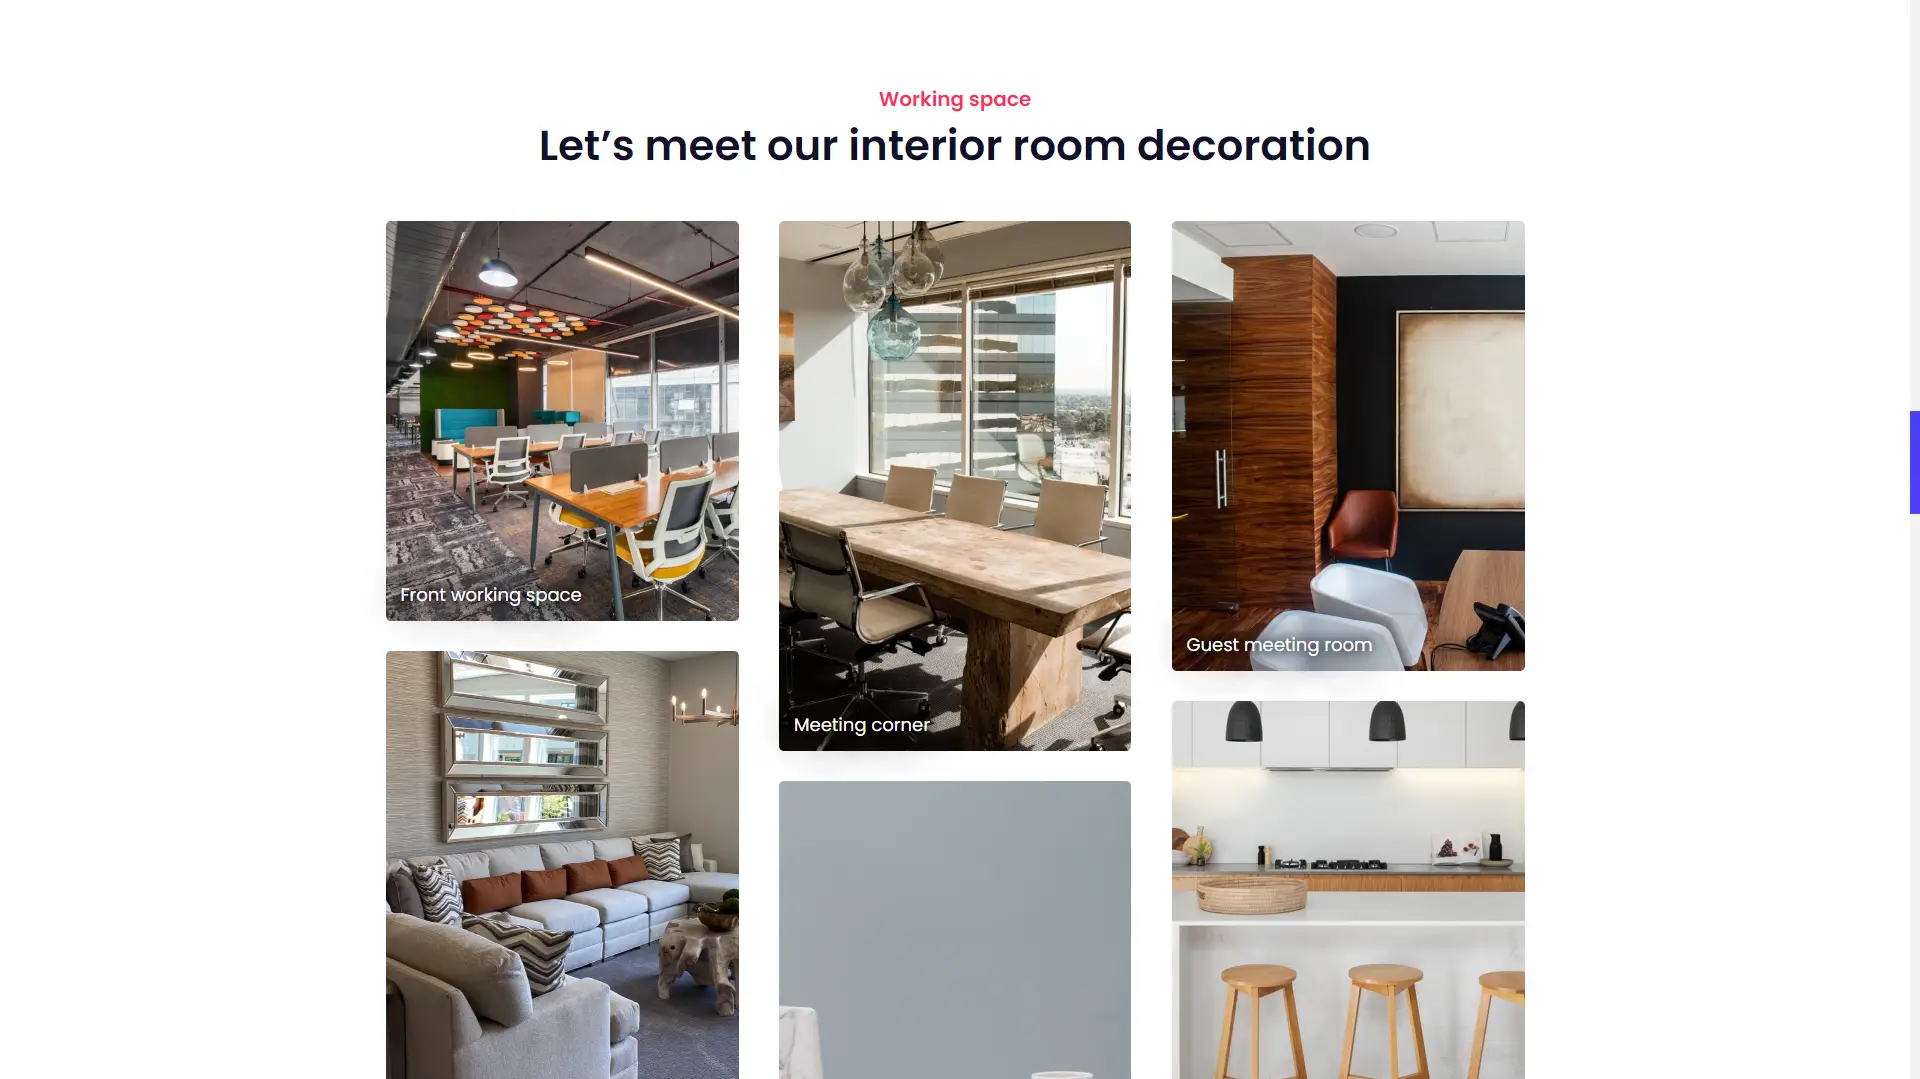 Working space
Let’s meet our interior room decoration
Front working space
Meeting corner
Guest meeting room